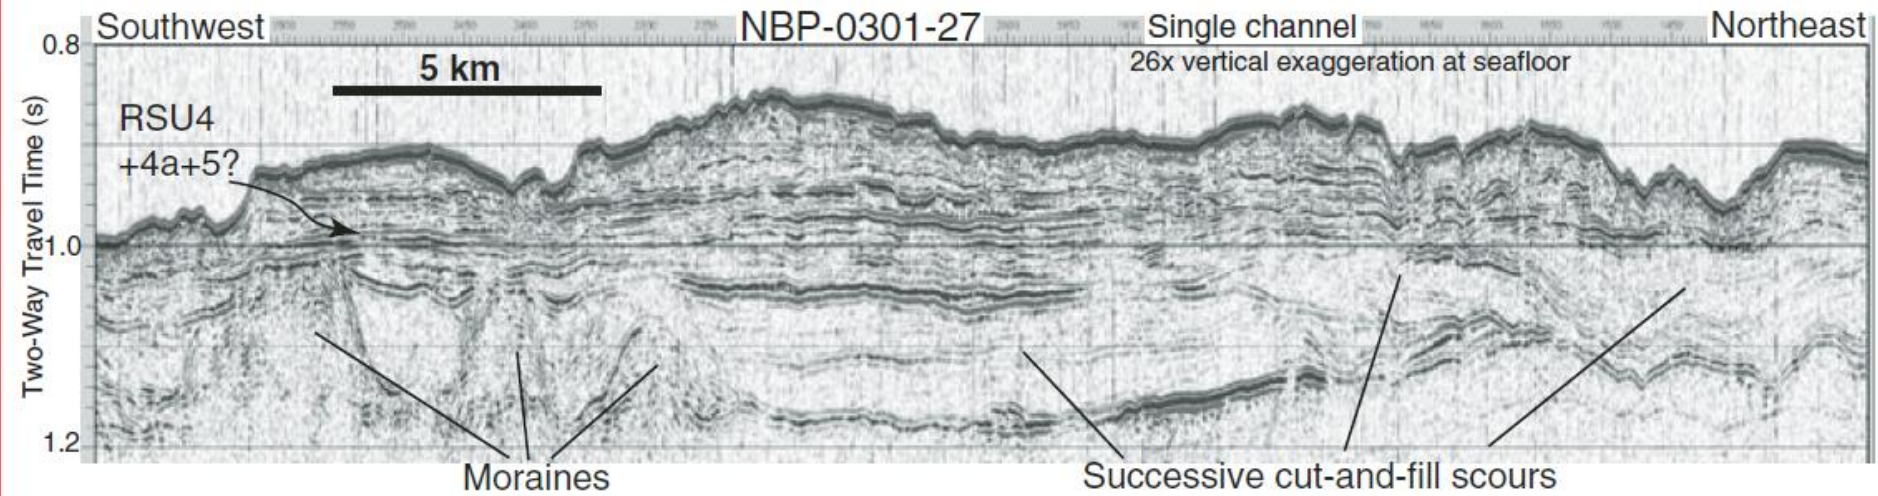 Southwest
NBP-0301-27
Single channel
Northeast
26x vertical exaggeration at seafloor
5 km
RSU4
+4a+5?
0.8
1.0
1.2
Two-Way Travel Time (s)
Moraines
Successive cut-and-fill scours